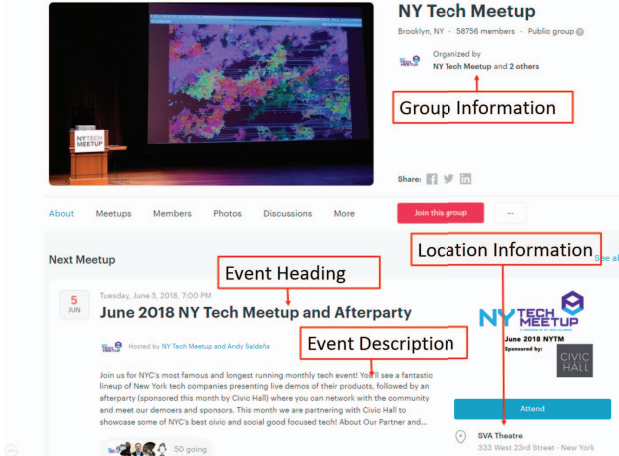 NY Tech Meetup
Brooklyn, NY · 58756 members · Public group
Organized by
NY Tech Meetup and 2 others
Group Information
NYTECH
MEETUP
Share:
About Meetups Members Photos Discussions More Join this group ...
Next Meetup
Location Information
See al
Event Heading
5
JUN
Tuesday, June 5, 2018, 7:00 PM
June 2018 NY Tech Meetup and Afterparty
Hosted by NY Tech Meetup and Andy Saldaña
Event Description
Join us for NYC's most famous and longest running monthly tech event! You'll see a fantastic
lineup of New York tech companies presenting live demos of their products, followed by an
afterparty (sponsored this month by Civic Hall) where you can network with the community
and meet our demoers and sponsors. This month we are partnering with Civic Hall to
showcase some of NYC's best civic and social good focused tech! About Our Partner and...
50 going
NY TECH
MEETUP
June 2018 NYTM
Sponsored by:
CIVIC
HALL
Attend
SVA Theatre
333 West 23rd Street · New York